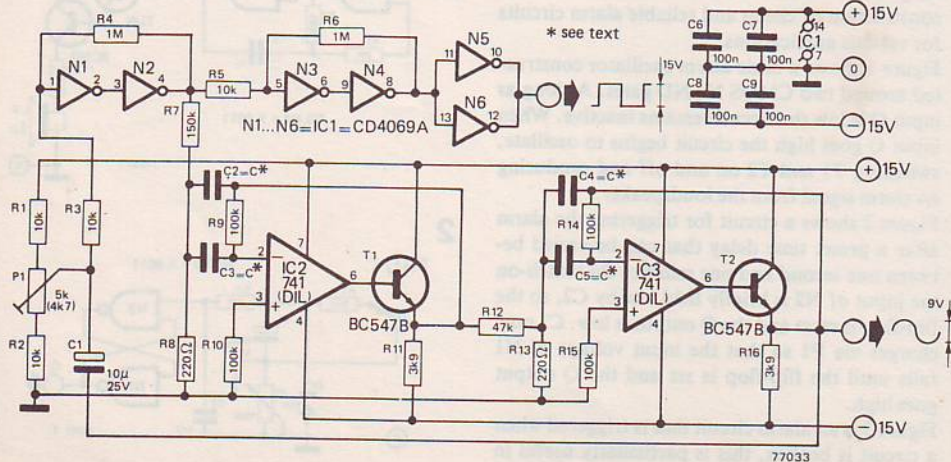 R4
1M
N1
N2
1
2
3
4
R5
10k
R6
1M
N3
N4
5
6
9
8
N5
11
10
N6
13
12
* see text
15V
C6
100n
C7
100n
14
IC1
7
C8
100n
C9
100n
+ 15V
0
− 15V
N1...N6=IC1=CD4069A
R7
150k
R1
10k
R3
10k
P1
5k
(4k7)
R2
10k
C1
10µ
25V
C2=C*
R9
100k
C3=C*
R8
220Ω
R10
100k
2
3
7
6
4
IC2
741
(DIL)
T1
BC547B
R11
3k9
R12
47k
R13
220Ω
C4=C*
R14
100k
C5=C*
R15
100k
2
3
7
6
4
IC3
741
(DIL)
T2
BC547B
R16
3k9
+ 15V
9V
− 15V
77033